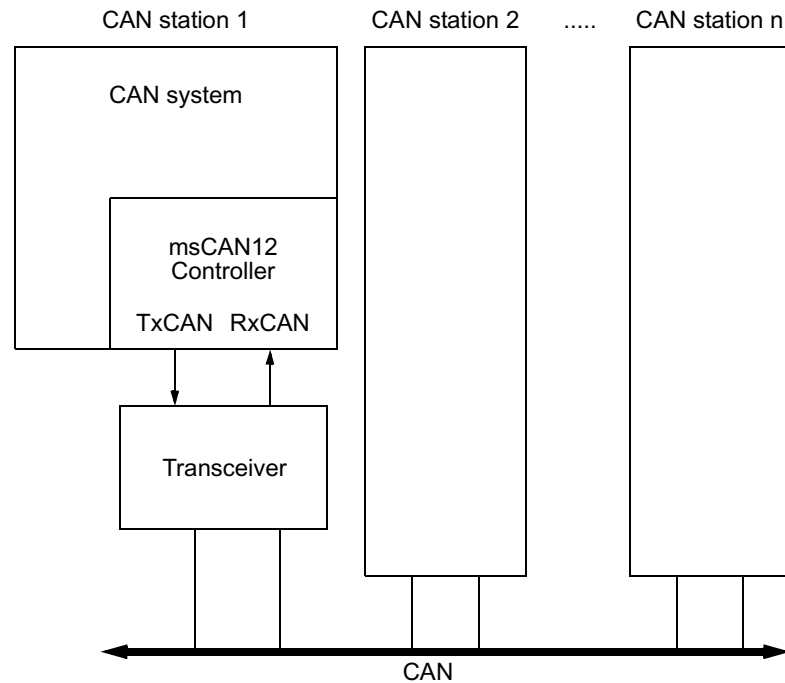 CAN station 1
CAN station 2
.....
CAN station n
CAN system
msCAN12
Controller
TxCAN RxCAN
Transceiver
CAN